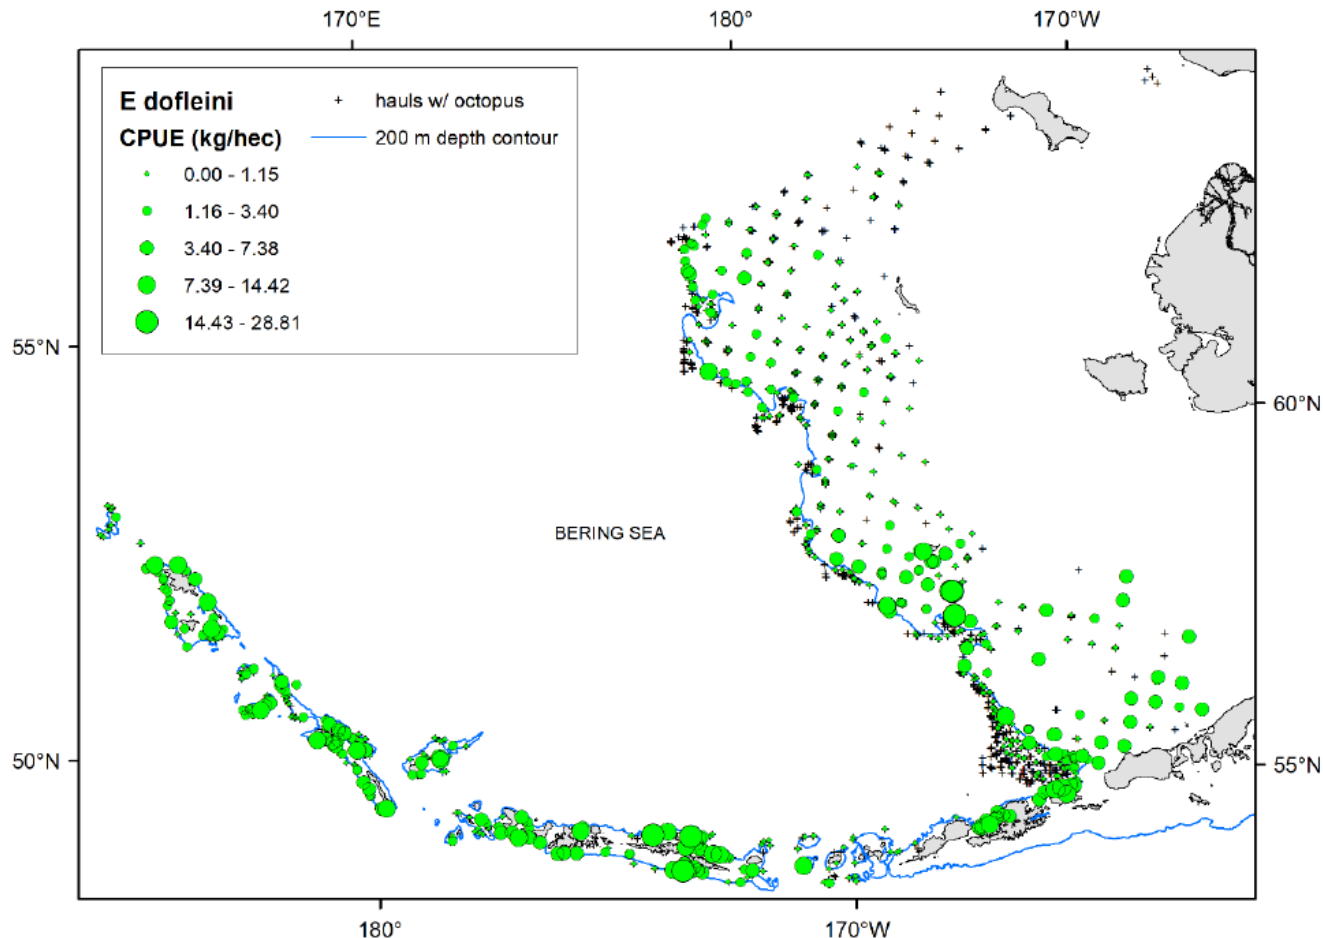 170°E 180° 170°W
E dofleini
CPUE (kg/hec)
0.00 - 1.15
1.16 - 3.40
3.40 - 7.38
7.39 - 14.42
14.43 - 28.81
hauls w/ octopus
200 m depth contour
55°N
60°N
BERING SEA
50°N
55°N
180° 170°W